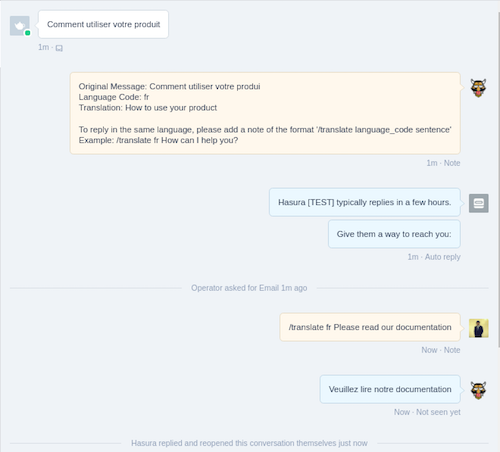 Comment utiliser votre produit
1m ·
Original Message: Comment utiliser votre produi
Language Code: fr
Translation: How to use your product
To reply in the same language, please add a note of the format '/translate language_code sentence'
Example: /translate fr How can I help you?
1m · Note
Hasura [TEST] typically replies in a few hours.
Give them a way to reach you:
1m · Auto reply
Operator asked for Email 1m ago
/translate fr Please read our documentation
Now · Note
Veuillez lire notre documentation
Now · Not seen yet
Hasura replied and reopened this conversation themselves just now